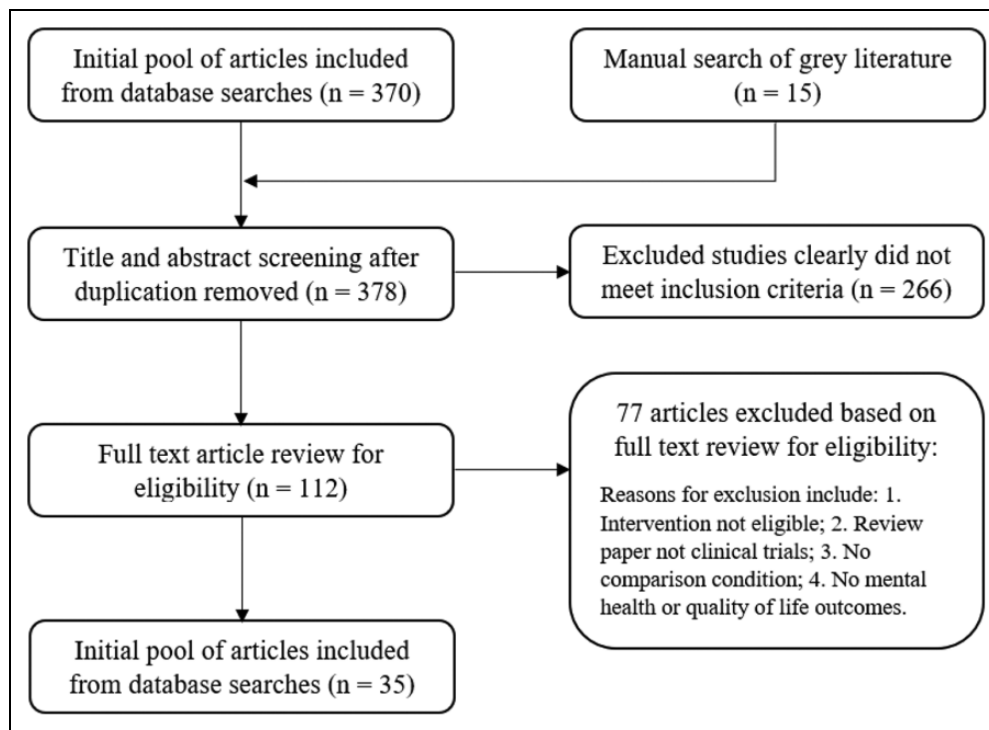 Initial pool of articles included
from database searches (n = 370)
Manual search of grey literature
(n = 15)
Title and abstract screening after
duplication removed (n = 378)
Excluded studies clearly did not
meet inclusion criteria (n = 266)
Full text article review for
eligibility (n = 112)
77 articles excluded based on
full text review for eligibility:
Reasons for exclusion include: 1.
Intervention not eligible; 2. Review
paper not clinical trials; 3. No
comparison condition; 4. No mental
health or quality of life outcomes.
Initial pool of articles included
from database searches (n = 35)